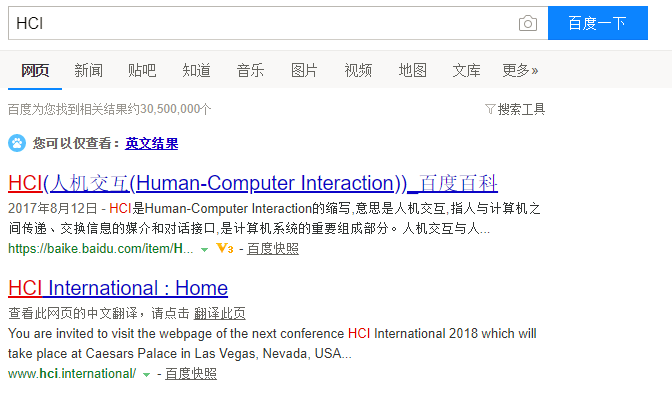 HCI 百度一下
网页 新闻 贴吧 知道 音乐 图片 视频 地图 文库 更多»
百度为您找到相关结果约30,500,000个 搜索工具
您可以仅查看：英文结果
HCI(人机交互(Human-Computer Interaction))_百度百科
2017年8月12日 - HCI是Human-Computer Interaction的缩写,意思是人机交互,指人与计算机之
间传递、交换信息的媒介和对话接口,是计算机系统的重要组成部分。人机交互与人...
https://baike.baidu.com/item/H... V3 - 百度快照
HCI International : Home
查看此网页的中文翻译，请点击 翻译此页
You are invited to visit the webpage of the next conference HCI International 2018 which will
take place at Caesars Palace in Las Vegas, Nevada, USA...
www.hci.international/ - 百度快照